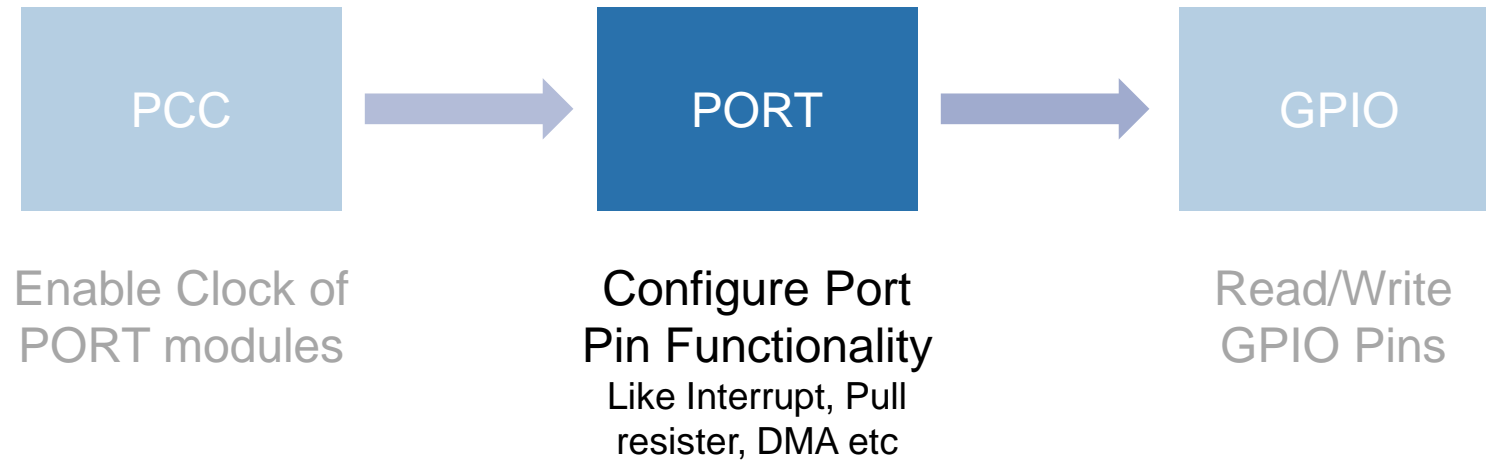 PCC
PORT
GPIO
Enable Clock of
PORT modules
Configure Port
Pin Functionality
Like Interrupt, Pull
resister, DMA etc
Read/Write
GPIO Pins